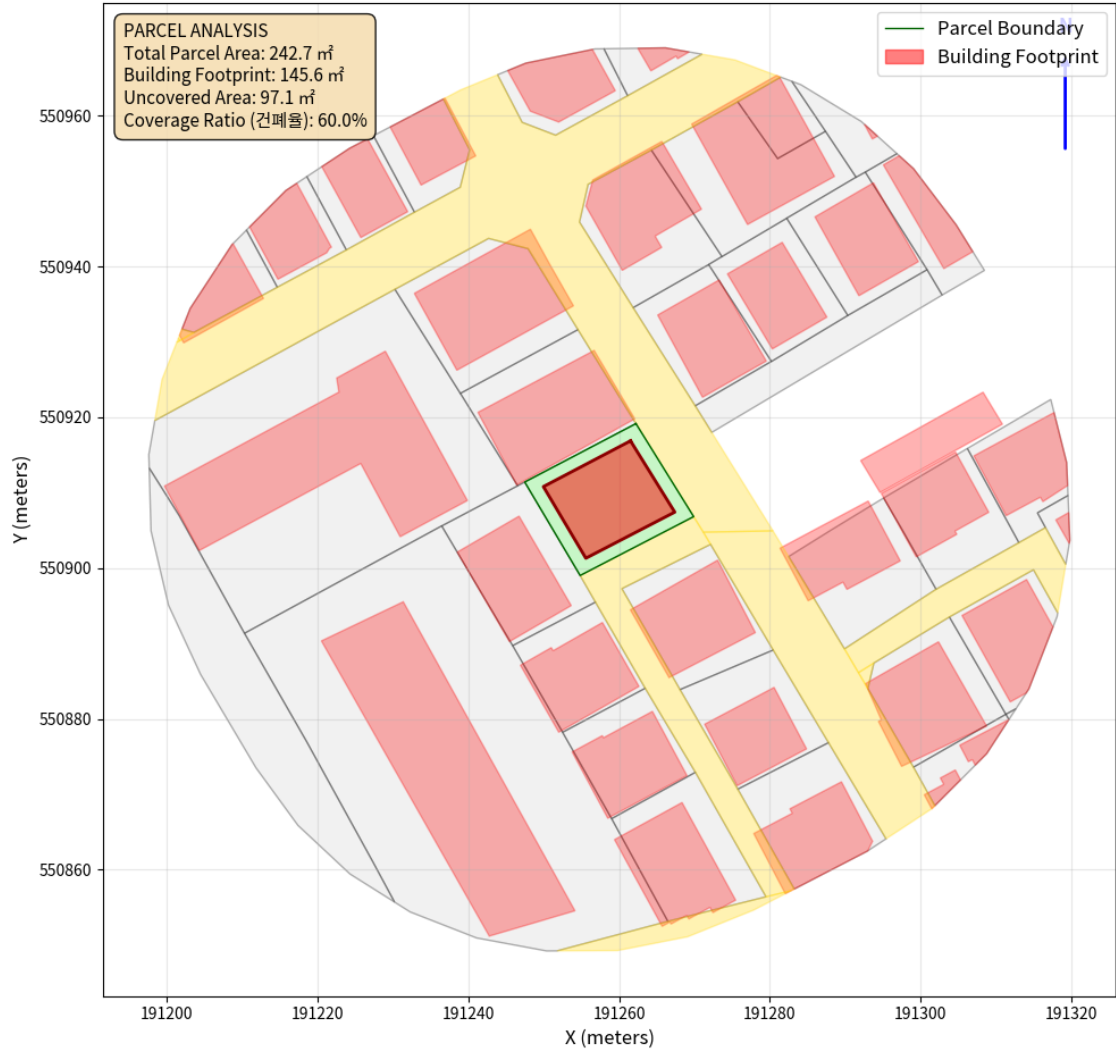 PARCEL ANALYSIS
Total Parcel Area: 242.7 ㎡
Building Footprint: 145.6 ㎡
Uncovered Area: 97.1 ㎡
Coverage Ratio (건폐율): 60.0%
Parcel Boundary
Building Footprint
N
550960
550940
550920
550900
550880
550860
Y (meters)
191200
191220
191240
191260
191280
191300
191320
X (meters)